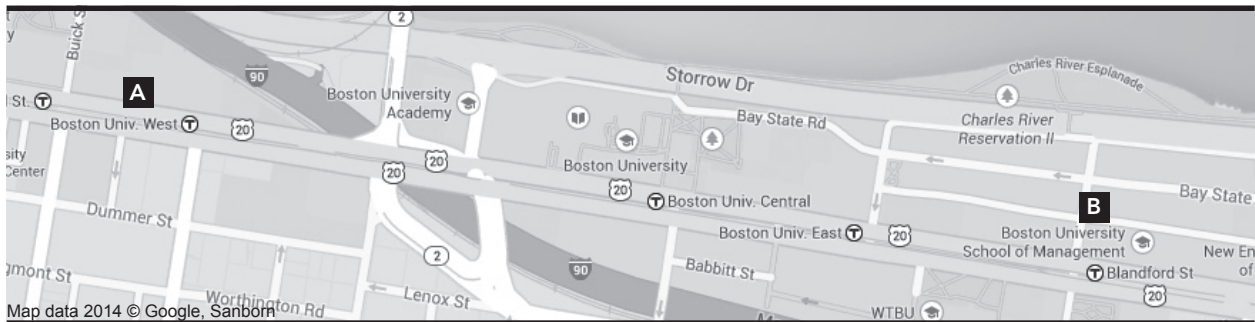 2
Buick S
y
90
A
Storrow Dr
Charles River Esplanade
l St.
T
Boston University
Academy
Boston Univ. West
T
20
Bay State Rd
Charles River
Reservation II
sity
Center
20
20
Boston University
20
T
Boston Univ. Central
Bay State
B
Dummer St
Boston Univ. East
T
20
Boston University
School of Management
New En
of
2
90
Babbitt St
T
Blandford St
gmont St
Worthington Rd
Lenox St
20
WTBU
Map data 2014 © Google, Sanborn